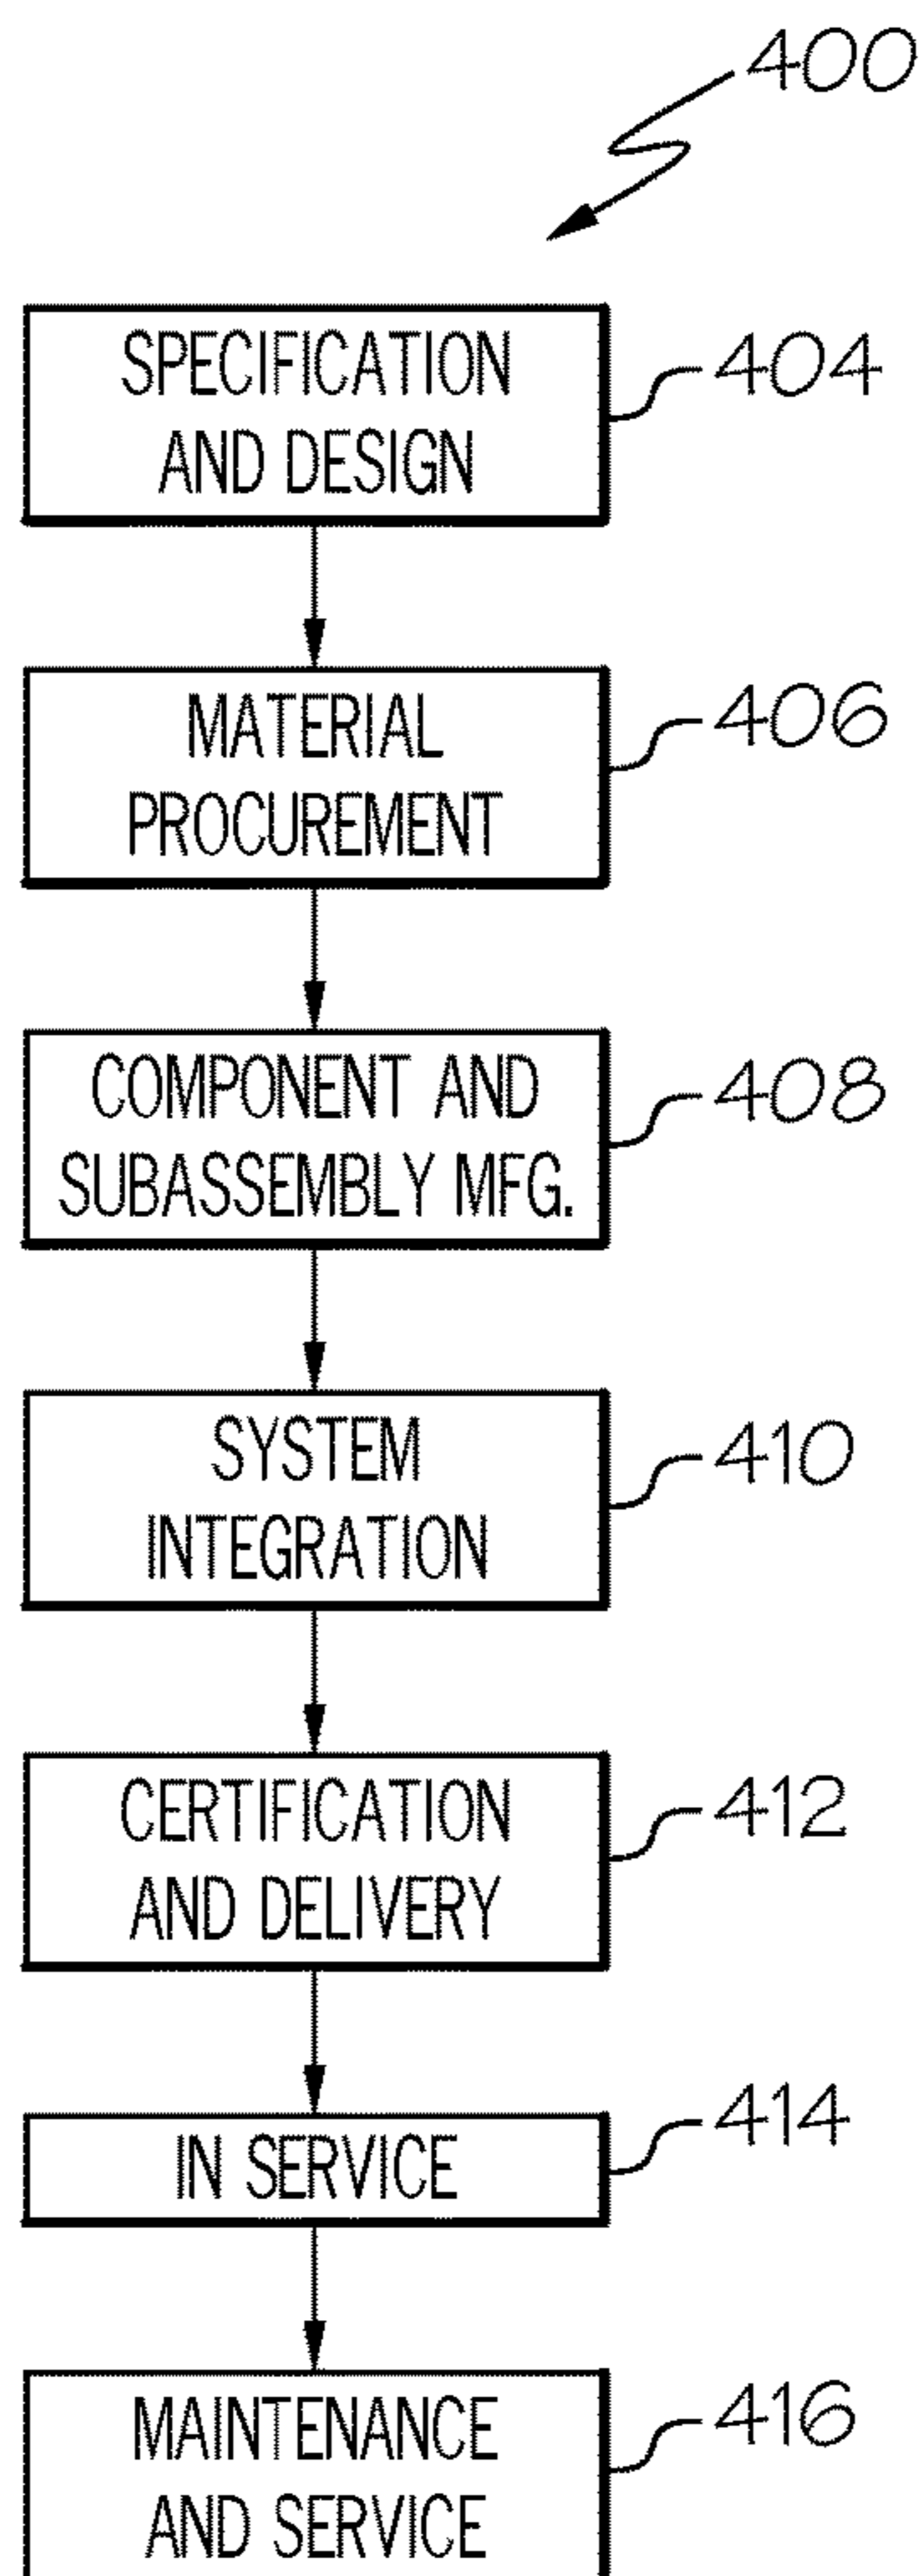 400
SPECIFICATION
AND DESIGN
404
MATERIAL
PROCUREMENT
406
COMPONENT AND
SUBASSEMBLY MFG.
408
SYSTEM
INTEGRATION
410
CERTIFICATION
AND DELIVERY
412
IN SERVICE
414
MAINTENANCE
AND SERVICE
416